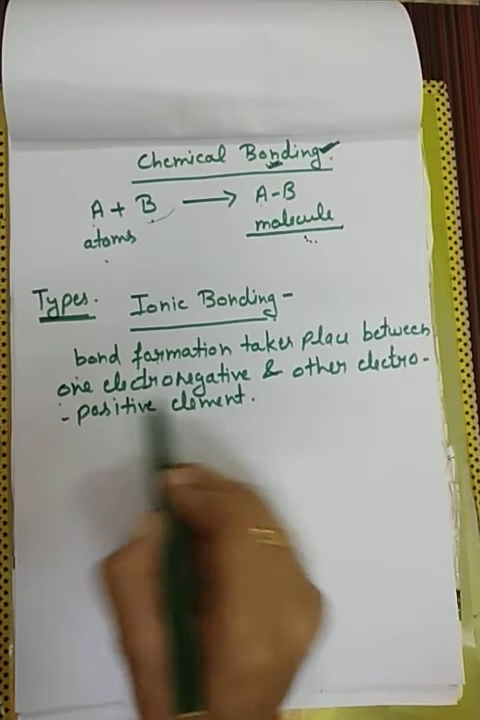 Chemical Bonding
A + B ⟶ A-B
atoms molecule
Types. Ionic Bonding -
bond formation takes place between
one electronegative & other electro-
- positive element.